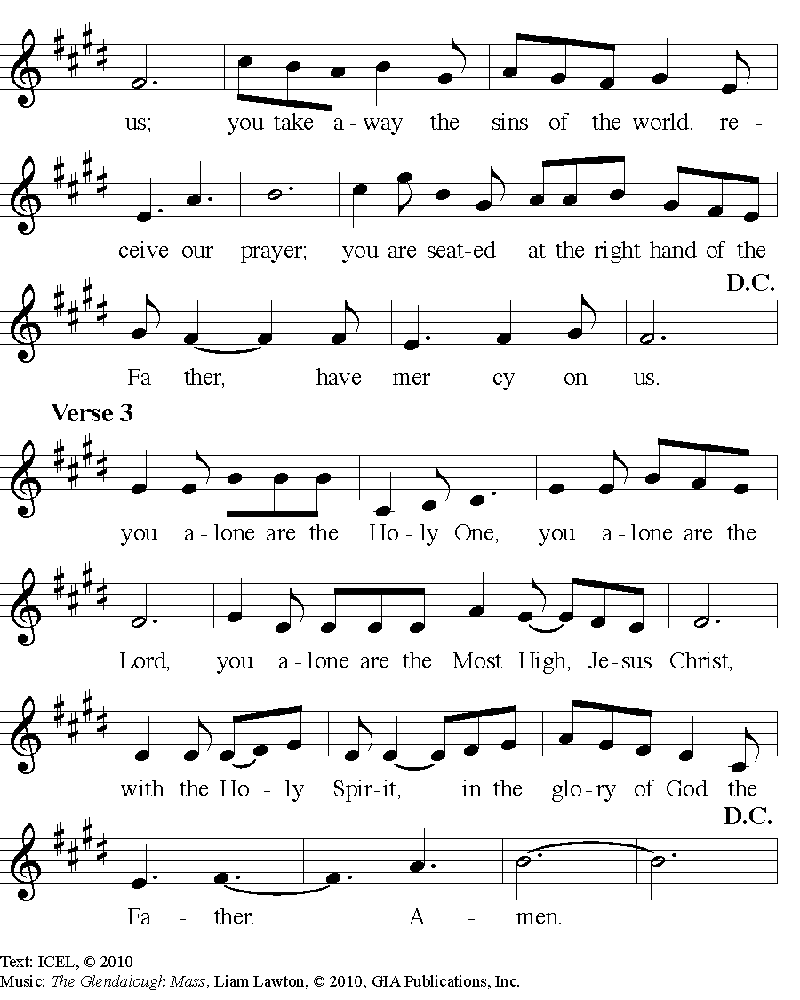 us; you take a - way the sins of the world, re -
ceive our prayer; you are seat-ed at the right hand of the
D.C.
Fa - ther, have mer - cy on us.
Verse 3
you a - lone are the Ho - ly One, you a - lone are the
Lord, you a - lone are the Most High, Je - sus Christ,
with the Ho - ly Spir - it, in the glo - ry of God the
D.C.
Fa - ther. A - men.
Text: ICEL, © 2010
Music: The Glendalough Mass, Liam Lawton, © 2010, GIA Publications, Inc.